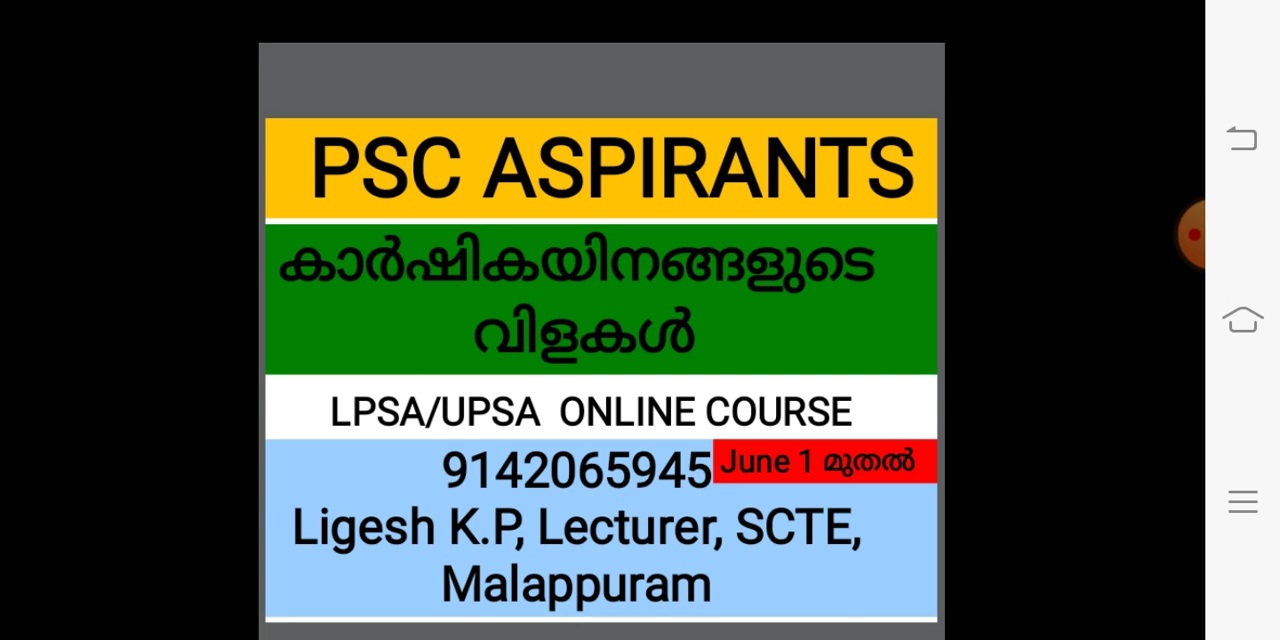 PSC ASPIRANTS
കാർഷികയിനങ്ങളുടെ
വിളകൾ
LPSA/UPSA ONLINE COURSE
9142065945 June 1 മുതൽ
Ligesh K.P, Lecturer, SCTE,
Malappuram